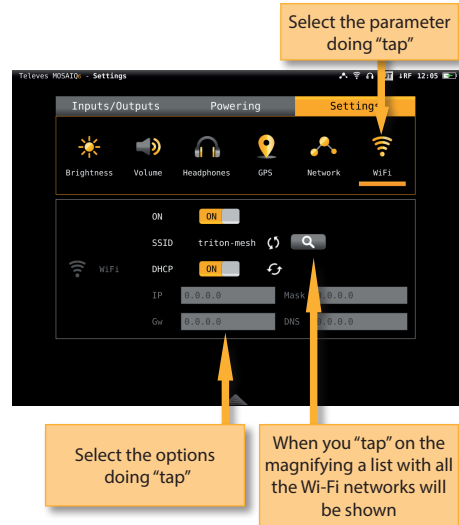 Select the parameter
doing “tap”
Televes MOSAIQ6 - Settings
UT ↓RF 12:05
Inputs/Outputs Powering Settings
Brightness Volume Headphones GPS Network WiFi
ON ON
SSID triton-mesh
WiFi DHCP ON
IP 0.0.0.0 Mask 0.0.0.0
Gw 0.0.0.0 DNS 0.0.0.0
Select the options
doing “tap”
When you “tap” on the
magnifying a list with all
the Wi-Fi networks will
be shown